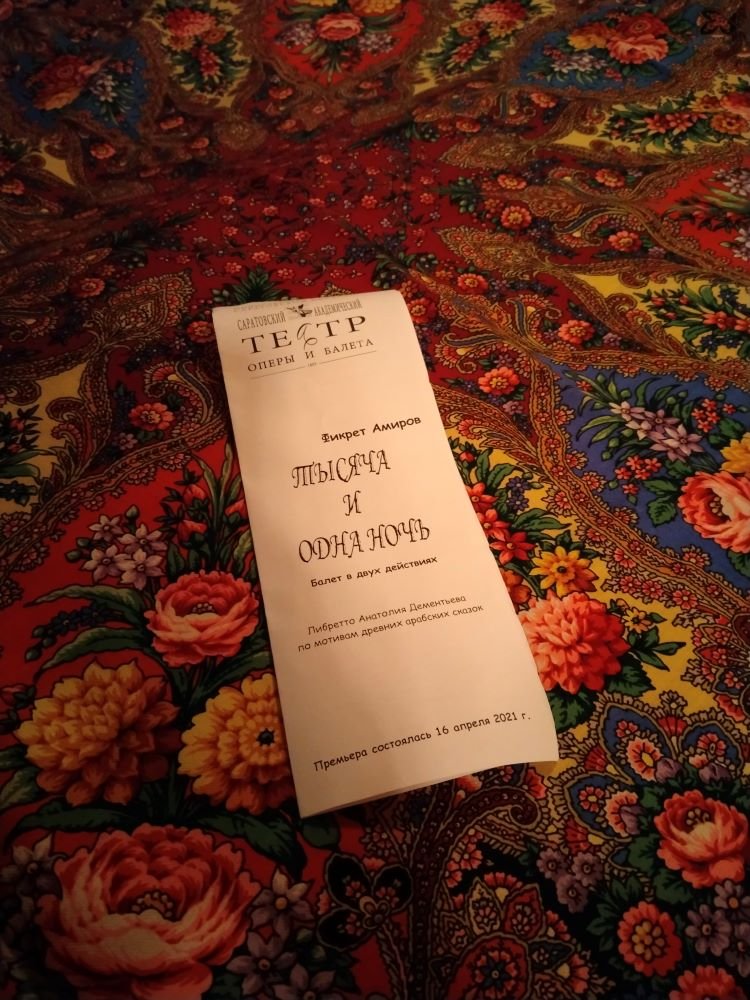 САРАТОВСКИЙ АКАДЕМИЧЕСКИЙ
ТЕАТР
ОПЕРЫ И БАЛЕТА
Фикрет Амиров
ТЫСЯЧА
И
ОДНА НОЧЬ
Балет в двух действиях
Либретто Анатолия Дементьева
по мотивам древних арабских сказок
Премьера состоялась 16 апреля 2021 г.